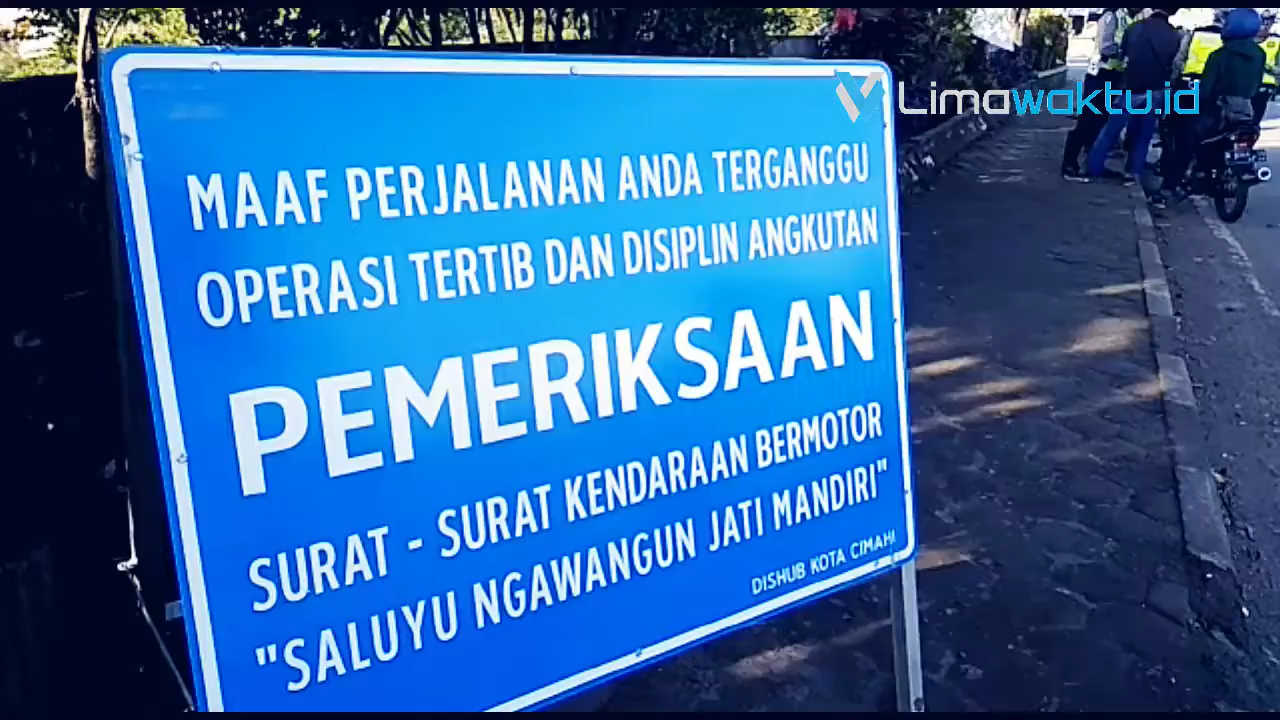 Limawaktu.id
MAAF PERJALANAN ANDA TERGANGGU
OPERASI TERTIB DAN DISIPLIN ANGKUTAN
PEMERIKSAAN
SURAT - SURAT KENDARAAN BERMOTOR
"SALUYU NGAWANGUN JATI MANDIRI"
DISHUB KOTA CIMAHI